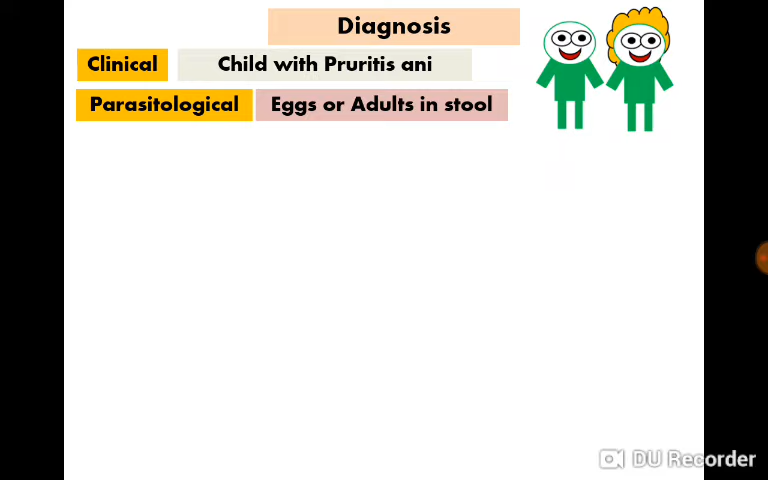 Diagnosis
Clinical Child with Pruritis ani
Parasitological Eggs or Adults in stool
DU Recorder